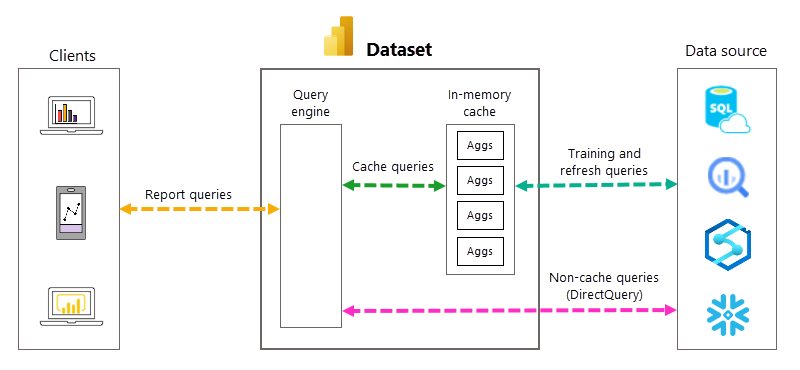 Clients
Dataset
Data source
Query
engine
In-memory
cache
Aggs
Aggs
Aggs
Aggs
Report queries
Cache queries
Training and
refresh queries
Non-cache queries
(DirectQuery)
SQL